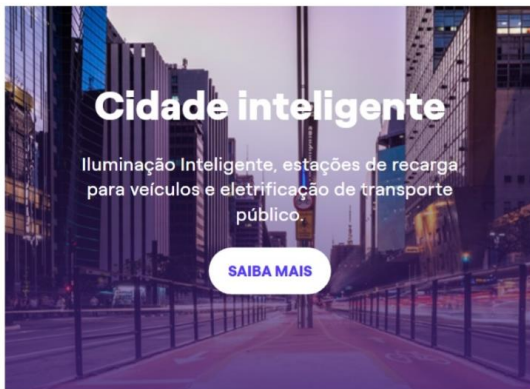 Cidade inteligente
Iluminação Inteligente, estações de recarga
para veículos e eletrificação de transporte
público.
SAIBA MAIS